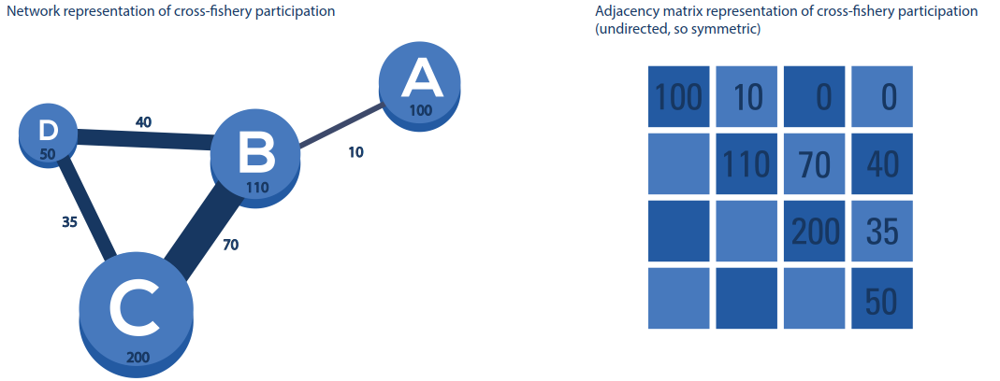 Network representation of cross-fishery participation
A
100
D
50
40
B
110
10
35
70
C
200
Adjacency matrix representation of cross-fishery participation
(undirected, so symmetric)
100 10 0 0
110 70 40
200 35
50